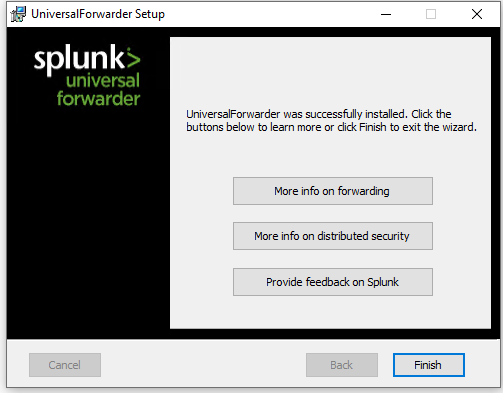 UniversalForwarder Setup
splunk>
universal
forwarder
UniversalForwarder was successfully installed. Click the
buttons below to learn more or click Finish to exit the wizard.
More info on forwarding
More info on distributed security
Provide feedback on Splunk
Cancel
Back
Finish